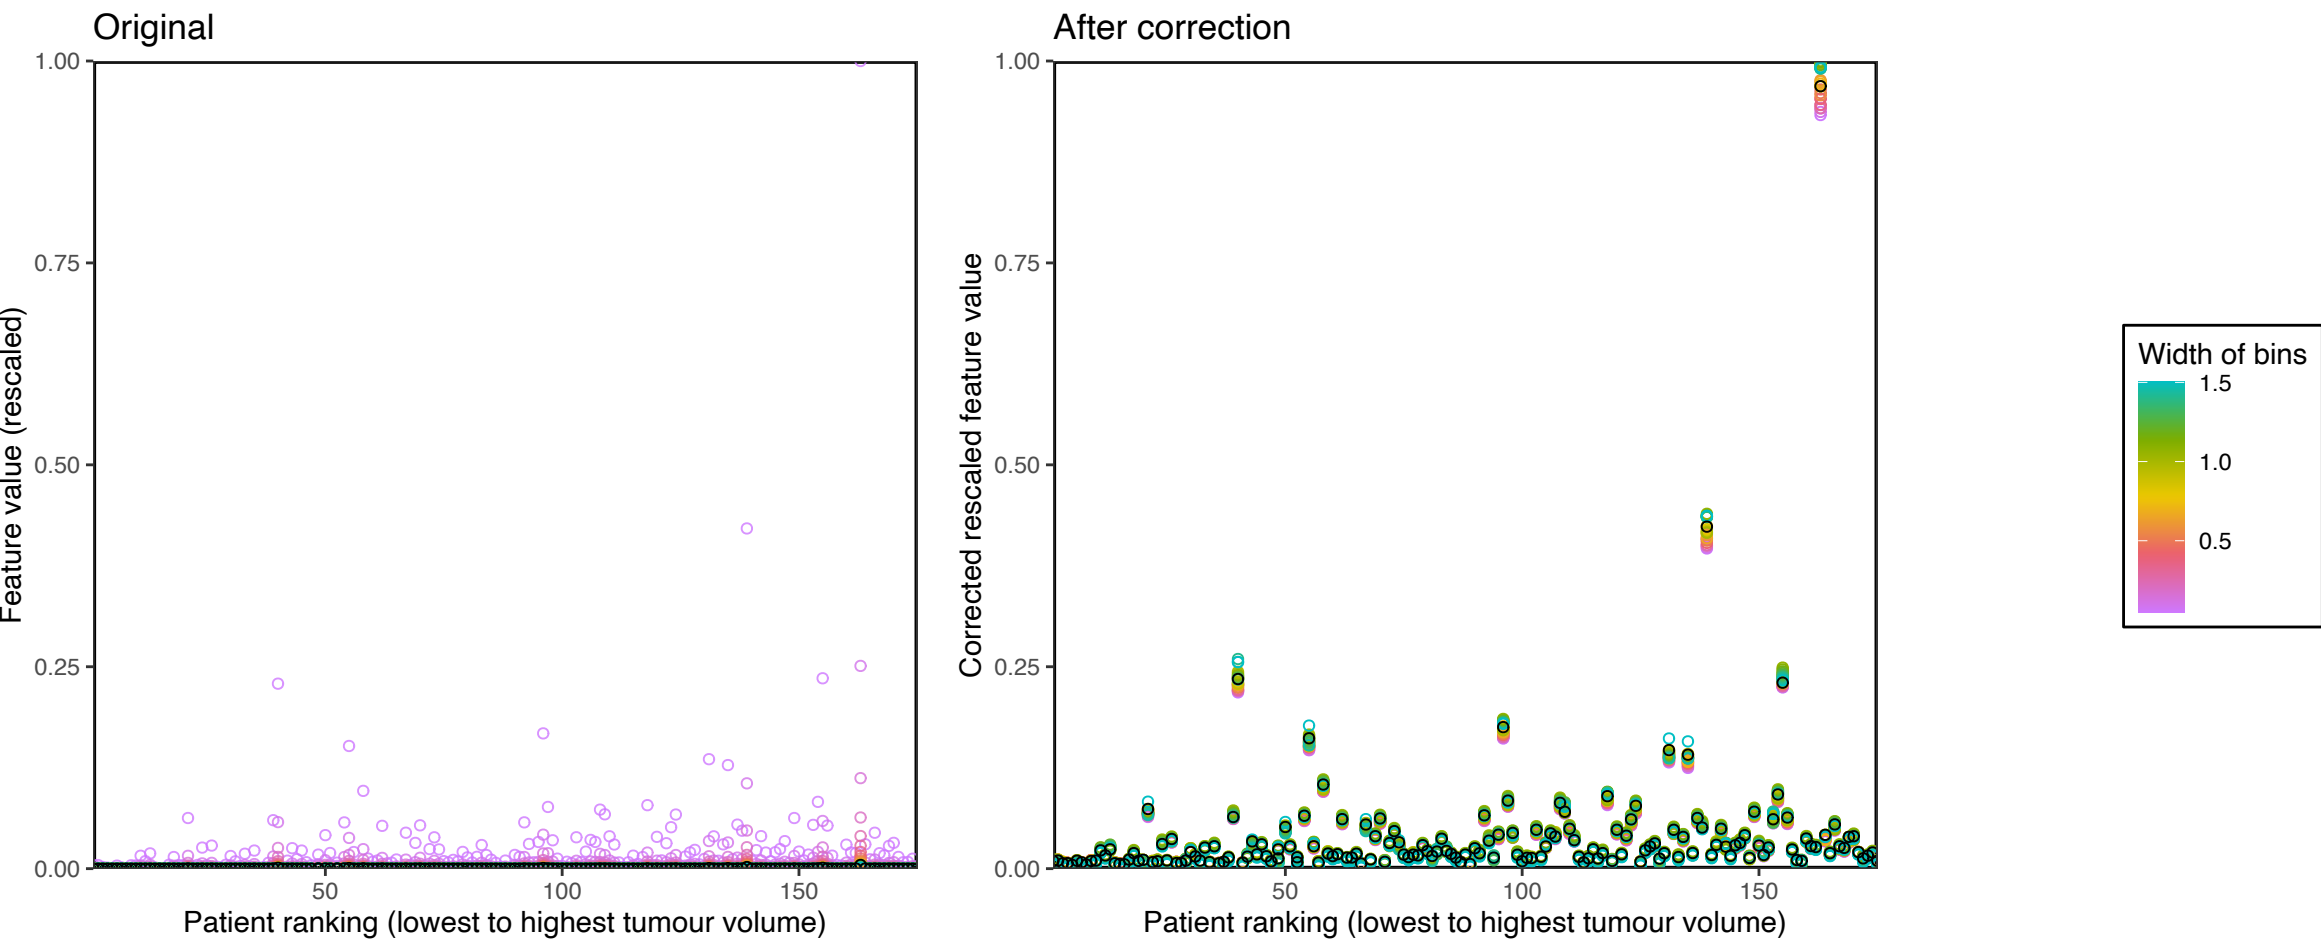 Original
1.00
0.75
0.50
0.25
0.00
50 100 150
Feature value (rescaled)
Patient ranking (lowest to highest tumour volume)
After correction
1.00
0.75
0.50
0.25
0.00
50 100 150
Corrected rescaled feature value
Patient ranking (lowest to highest tumour volume)
Width of bins
1.5
1.0
0.5